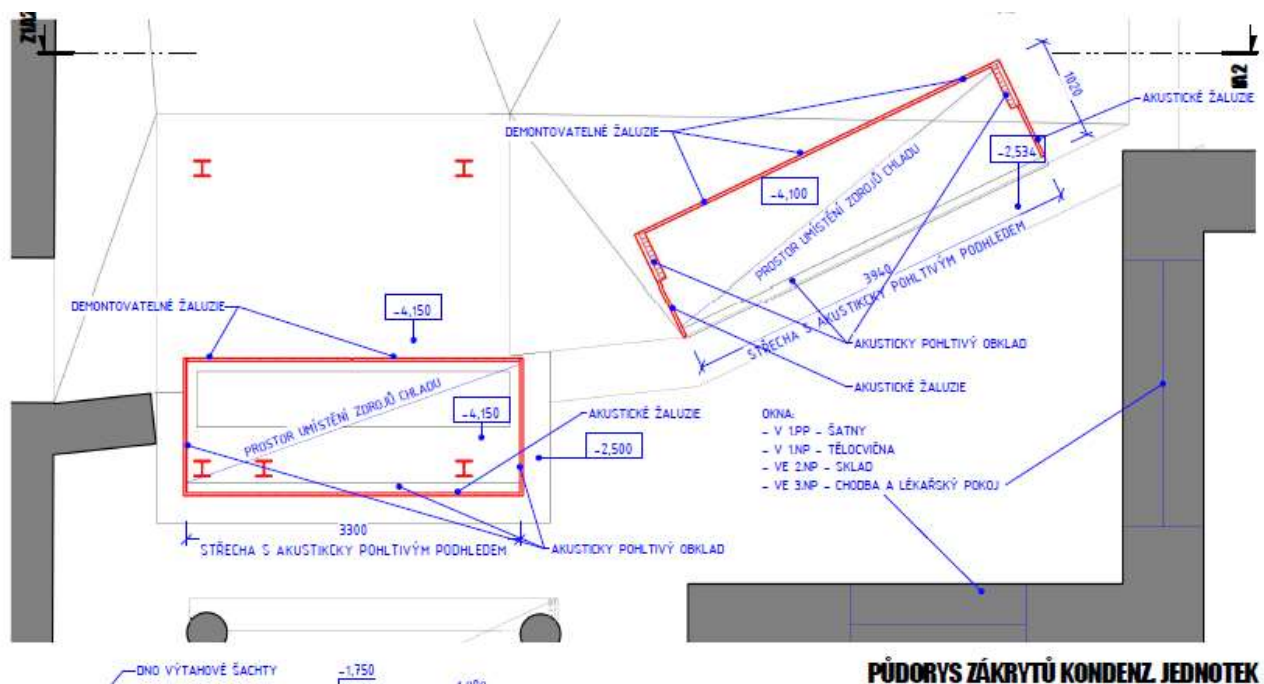 1020
AKUSTICKÉ ŽALUZIE
DEMONTOVATELNÉ ŽALUZIE
-2,534
-4,100
PROSTOR UMÍSTĚNÍ ZDROJŮ CHLADU
3940
STŘECHA S AKUSTIKCKY POHLTIVÝM PODHLEDEM
DEMONTOVATELNÉ ŽALUZIE
-4,150
AKUSTICKY POHLTIVÝ OBKLAD
AKUSTICKÉ ŽALUZIE
PROSTOR UMÍSTĚNÍ ZDROJŮ CHLADU
-4,150
AKUSTICKÉ ŽALUZIE
-2,500
OKNA:
- V 1.PP - ŠATNY
- V 1.NP - TĚLOCVIČNA
- VE 2.NP - SKLAD
- VE 3.NP - CHODBA A LÉKAŘSKÝ POKOJ
3300
STŘECHA S AKUSTIKCKY POHLTIVÝM PODHLEDEM
AKUSTICKY POHLTIVÝ OBKLAD
DNO VÝTAHOVÉ ŠACHTY
-1,750
PŮDORYS ZÁKRYTŮ KONDENZ. JEDNOTEK